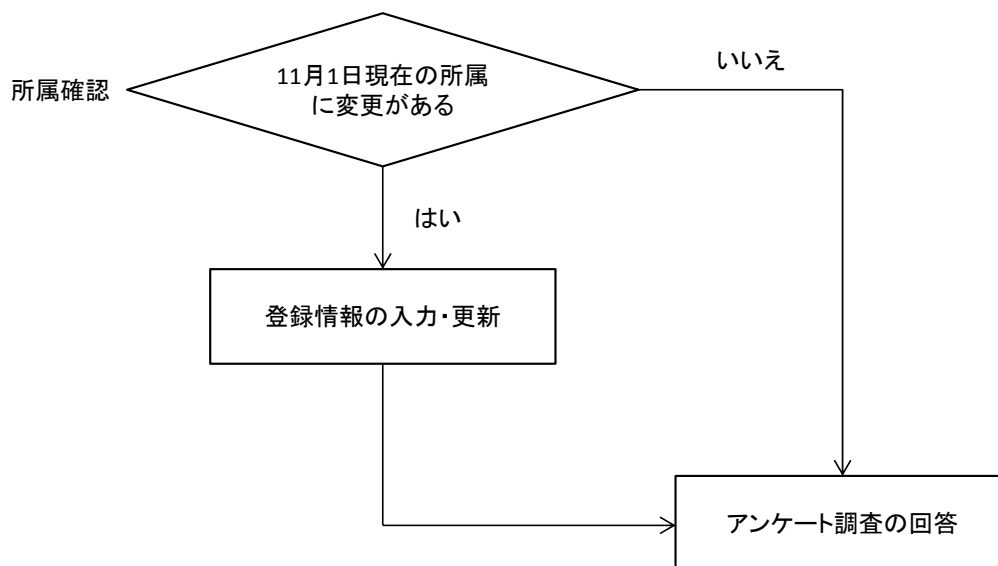 所属確認
11月1日現在の所属
に変更がある
いいえ
はい
登録情報の入力・更新
アンケート調査の回答